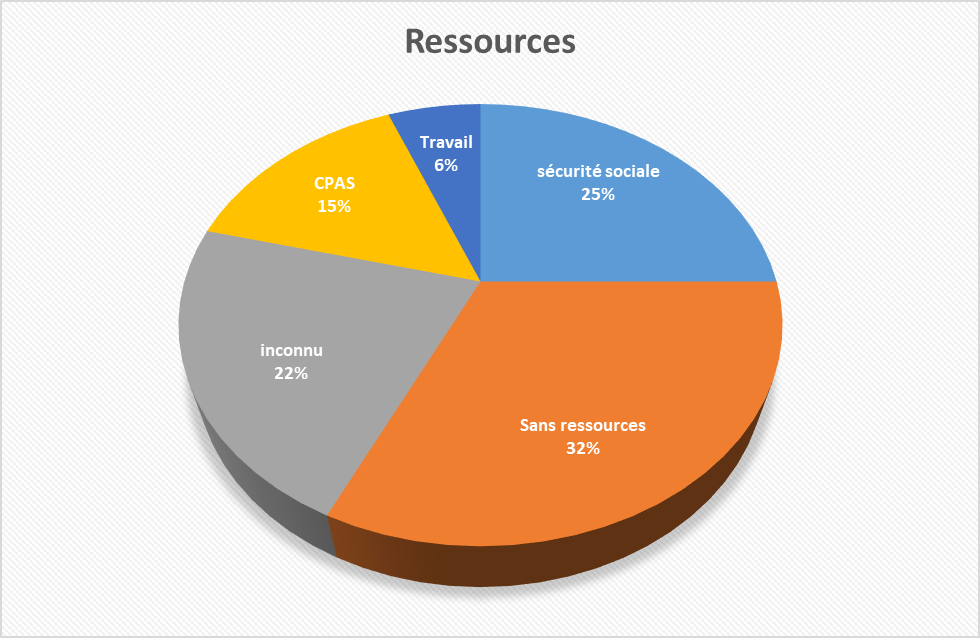 Ressources
Travail
6%
sécurité sociale
25%
CPAS
15%
inconnu
22%
Sans ressources
32%